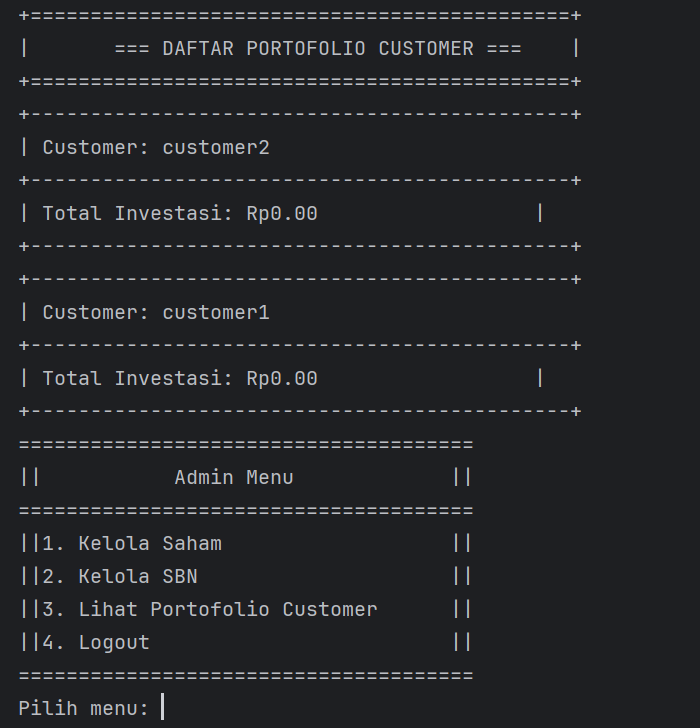 +=============================================+
|       === DAFTAR PORTOFOLIO CUSTOMER ===    |
+=============================================+
+---------------------------------------------+
| Customer: customer2
+---------------------------------------------+
| Total Investasi: Rp0.00                  |
+---------------------------------------------+
+---------------------------------------------+
| Customer: customer1
+---------------------------------------------+
| Total Investasi: Rp0.00                  |
+---------------------------------------------+
======================================
||           Admin Menu             ||
======================================
||1. Kelola Saham                   ||
||2. Kelola SBN                     ||
||3. Lihat Portofolio Customer      ||
||4. Logout                         ||
======================================
Pilih menu: